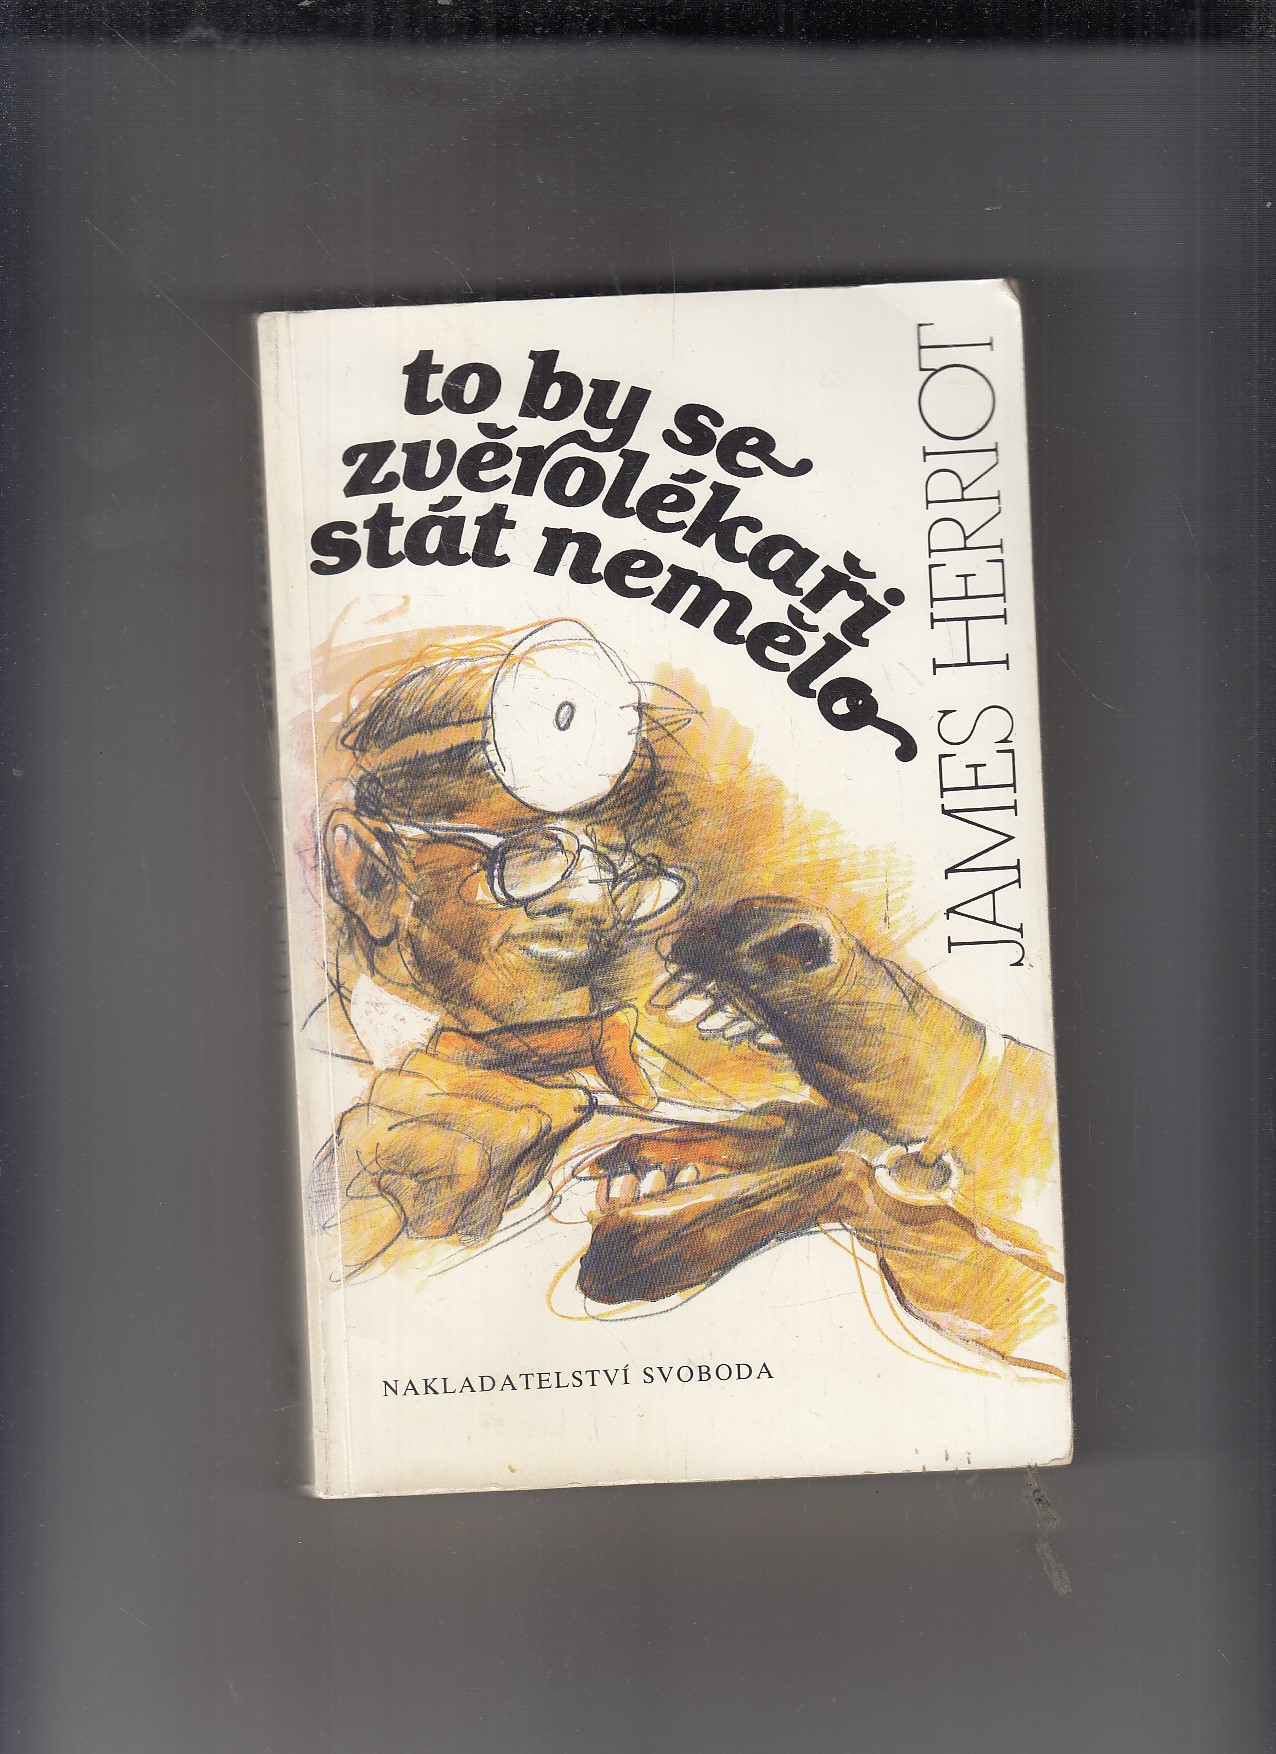 to by se
zvěrolékaři
stát nemělo
JAMES HERRIOT
NAKLADATELSTVÍ SVOBODA